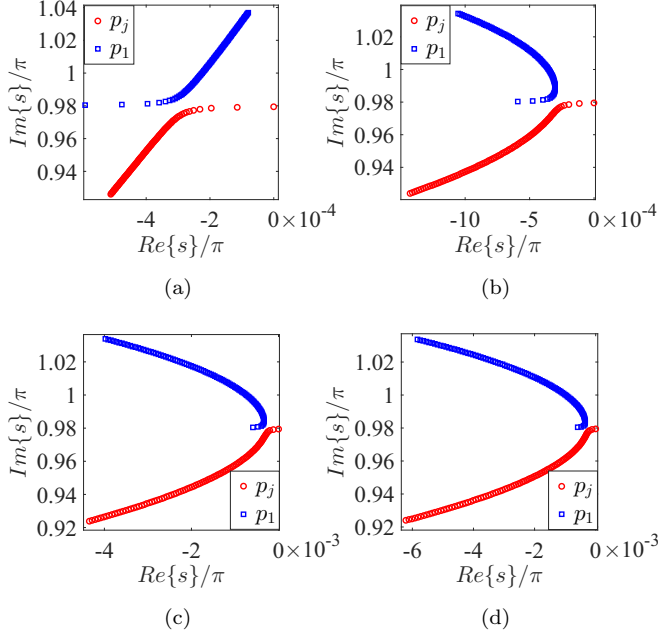 p_j
p_1
1.04
1.02
1
0.98
0.96
0.94
Im{s}/π
-4
-2
0×10⁻⁴
Re{s}/π
(a)
p_j
p_1
1.04
1.02
1
0.98
0.96
0.94
0.92
Im{s}/π
-10
-5
0×10⁻⁴
Re{s}/π
(b)
1.02
1
0.98
0.96
0.94
0.92
Im{s}/π
p_j
p_1
-4
-2
0×10⁻³
Re{s}/π
(c)
1.02
1
0.98
0.96
0.94
0.92
Im{s}/π
p_j
p_1
-6
-4
-2
0×10⁻³
Re{s}/π
(d)